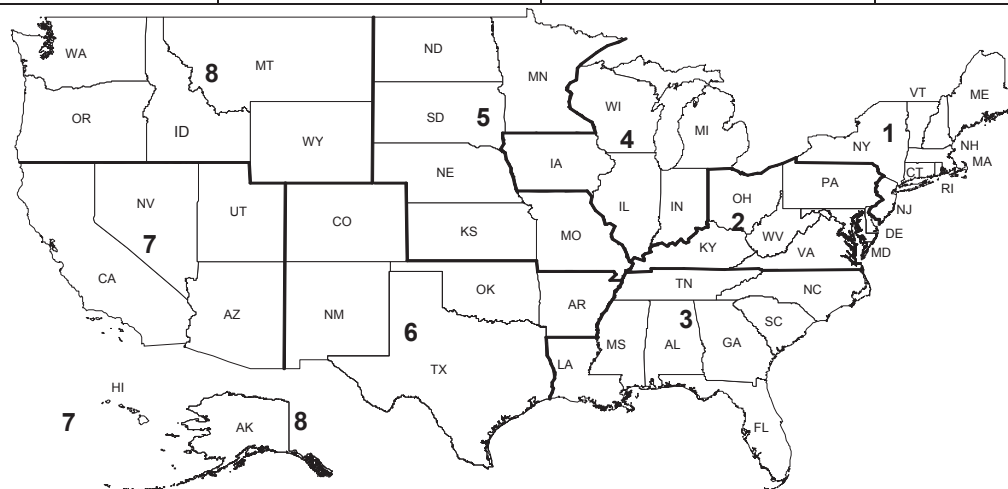 WA
MT
ND
MN
VT
ME
8
OR
ID
SD
5
WI
4
MI
NY
1
NH
MA
WY
IA
NE
CT
RI
PA
NV
UT
CO
IL
IN
OH
NJ
2
7
KS
MO
WV
DE
KY
VA
MD
CA
TN
OK
NC
AZ
NM
AR
6
3
SC
MS
AL
GA
TX
LA
HI
7
AK
8
FL